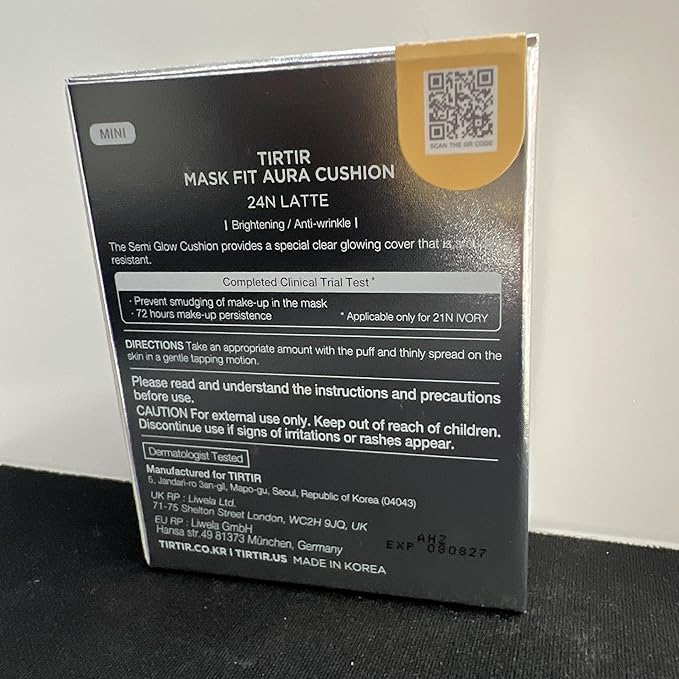 SCAN THE QR CODE
MINI
TIRTIR
MASK FIT AURA CUSHION
24N LATTE
| Brightening / Anti-wrinkle |
The Semi Glow Cushion provides a special clear glowing cover that is
resistant.
Completed Clinical Trial Test*
· Prevent smudging of make-up in the mask
· 72 hours make-up persistence * Applicable only for 21N IVORY
DIRECTIONS Take an appropriate amount with the puff and thinly spread on the
skin in a gentle tapping motion.
Please read and understand the instructions and precautions
before use.
CAUTION For external use only. Keep out of reach of children.
Discontinue use if signs of irritations or rashes appear.
Dermatologist Tested
Manufactured for TIRTIR
5, Jandari-ro 3an-gil, Mapo-gu, Seoul, Republic of Korea (04043)
UK RP : Liwela Ltd.
71-75 Shelton Street London, WC2H 9JQ, UK
EU RP : Liwela GmbH
Hansa str.49 81373 München, Germany
TIRTIR.CO.KR | TIRTIR.US MADE IN KOREA
AH2
EXP 080827